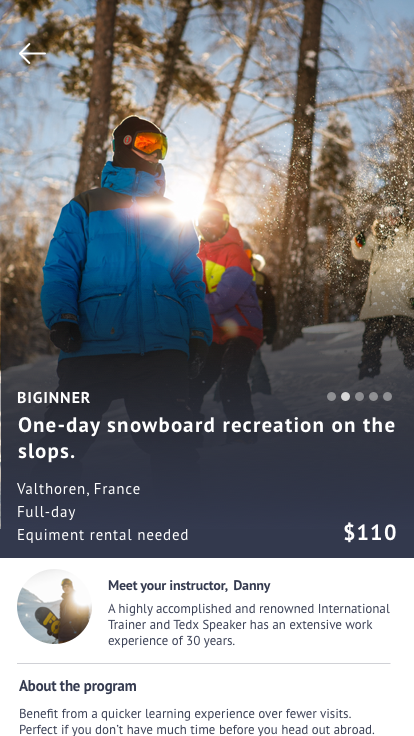 BIGINNER
One-day snowboard recreation on the
slops.
Valthoren, France
Full-day
Equiment rental needed
$110
Meet your instructor, Danny
A highly accomplished and renowned International
Trainer and Tedx Speaker has an extensive work
experience of 30 years.
About the program
Benefit from a quicker learning experience over fewer visits.
Perfect if you don't have much time before you head out abroad.